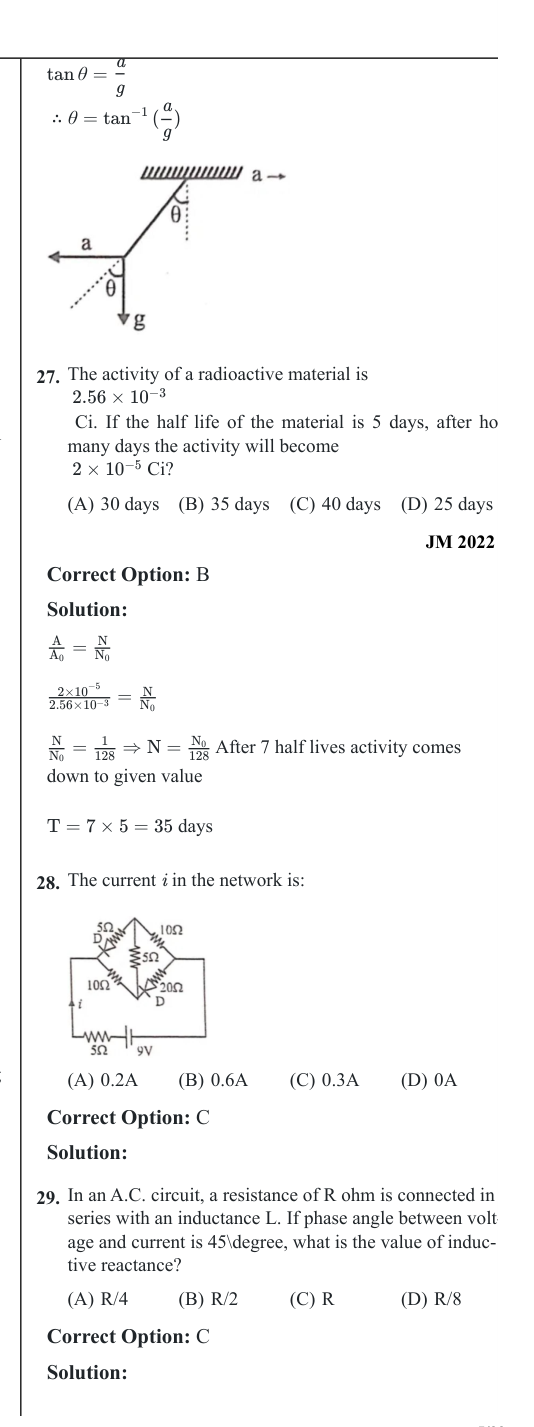 tan θ = a/g
∴ θ = tan⁻¹ (a/g)
a→
θ
a
θ
g
27. The activity of a radioactive material is
2.56 × 10⁻³
Ci. If the half life of the material is 5 days, after ho
many days the activity will become
2 × 10⁻⁵ Ci?
(A) 30 days (B) 35 days (C) 40 days (D) 25 days
JM 2022
Correct Option: B
Solution:
A/A₀ = N/N₀
2×10⁻⁵/2.56×10⁻³ = N/N₀
N/N₀ = 1/128 ⇒ N = N₀/128 After 7 half lives activity comes
down to given value
T = 7 × 5 = 35 days
28. The current i in the network is:
5Ω 10Ω
D
5Ω
10Ω 20Ω
i D
5Ω 9V
(A) 0.2A (B) 0.6A (C) 0.3A (D) 0A
Correct Option: C
Solution:
29. In an A.C. circuit, a resistance of R ohm is connected in
series with an inductance L. If phase angle between volt
age and current is 45\degree, what is the value of induc-
tive reactance?
(A) R/4 (B) R/2 (C) R (D) R/8
Correct Option: C
Solution: